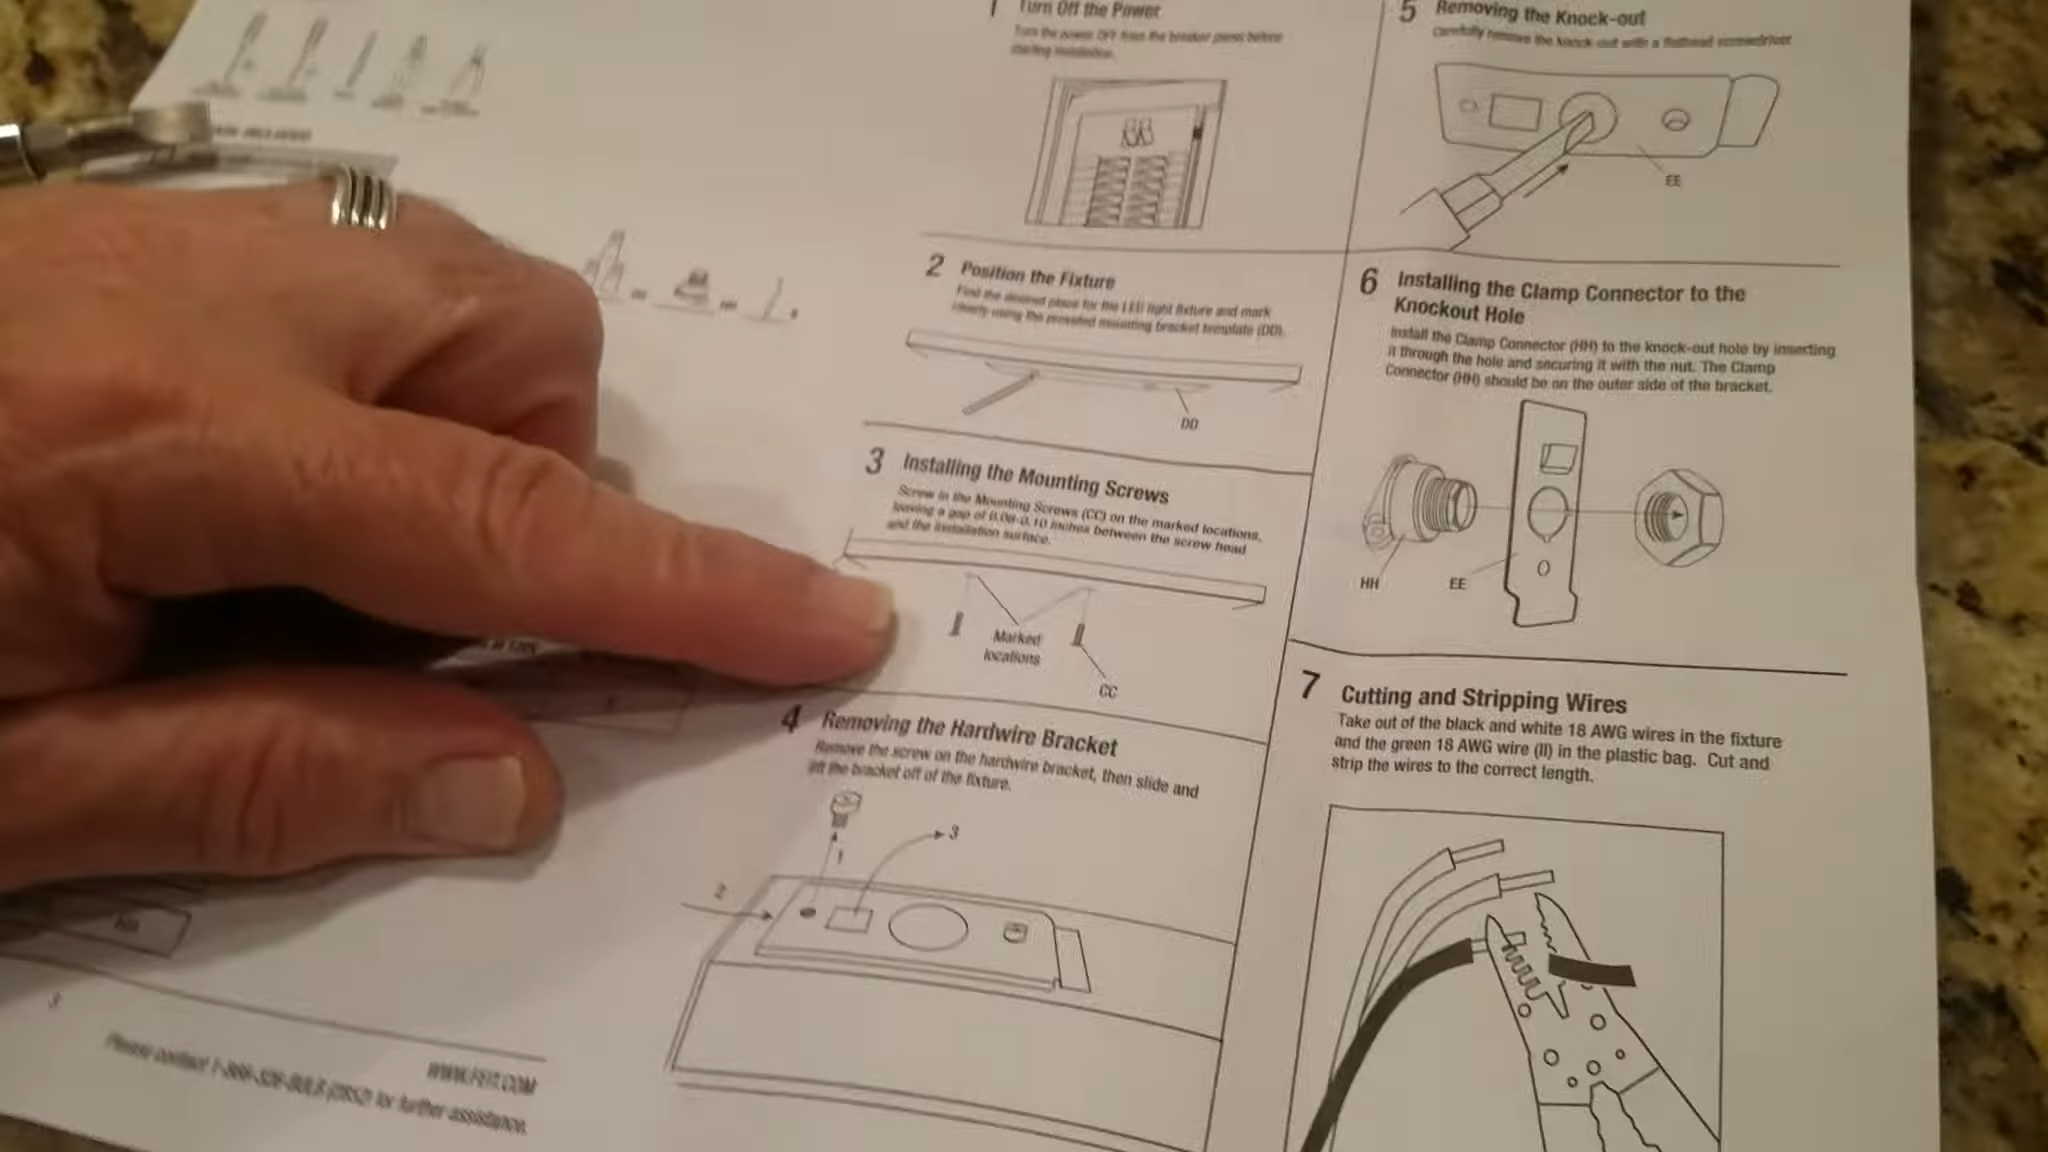 1 Turn Off the Power
Turn the power OFF from the breaker panel before
starting installation.
2 Position the Fixture
Find the desired place for the LED light fixture and mark
clearly using the provided mounting bracket template (DD).
DD
3 Installing the Mounting Screws
Screw in the Mounting Screws (CC) on the marked locations,
leaving a gap of 0.08-0.10 inches between the screw head
and the installation surface.
Marked
locations
CC
4 Removing the Hardwire Bracket
Remove the screw on the hardwire bracket, then slide and
lift the bracket off of the fixture.
1
2
3
5 Removing the Knock-out
Carefully remove the knock-out with a flathead screwdriver.
EE
6 Installing the Clamp Connector to the
Knockout Hole
Install the Clamp Connector (HH) to the knock-out hole by inserting
it through the hole and securing it with the nut. The Clamp
Connector (HH) should be on the outer side of the bracket.
HH
EE
7 Cutting and Stripping Wires
Take out of the black and white 18 AWG wires in the fixture
and the green 18 AWG wire (II) in the plastic bag. Cut and
strip the wires to the correct length.
3
WWW.FEIT.COM
Please contact for further assistance.